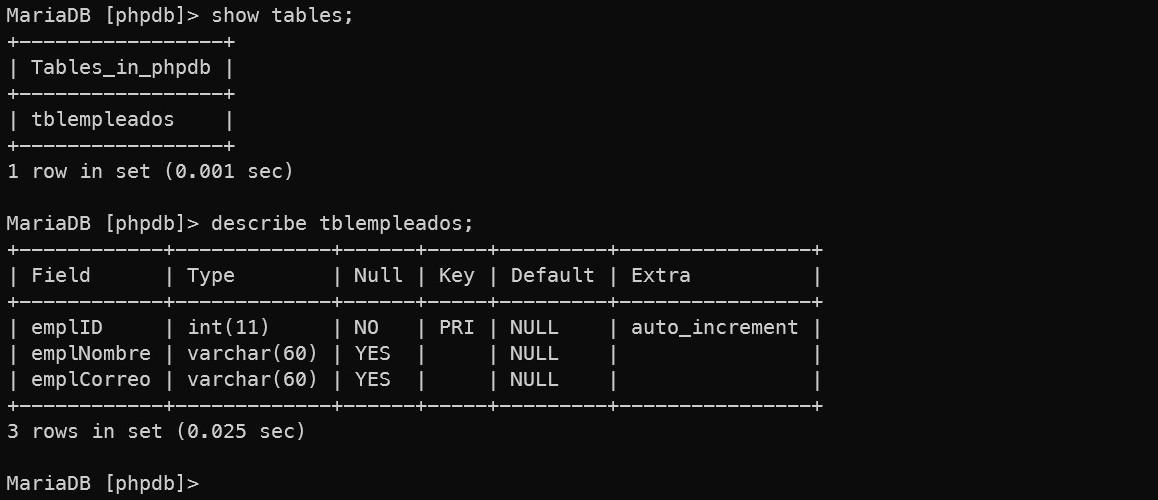 MariaDB [phpdb]> show tables;
+-----------------+
| Tables_in_phpdb |
+-----------------+
| tblempleados    |
+-----------------+
1 row in set (0.001 sec)
MariaDB [phpdb]> describe tblempleados;
+------------+-------------+------+-----+---------+----------------+
| Field      | Type        | Null | Key | Default | Extra          |
+------------+-------------+------+-----+---------+----------------+
| emplID     | int(11)     | NO   | PRI | NULL    | auto_increment |
| emplNombre | varchar(60) | YES  |     | NULL    |                |
| emplCorreo | varchar(60) | YES  |     | NULL    |                |
+------------+-------------+------+-----+---------+----------------+
3 rows in set (0.025 sec)
MariaDB [phpdb]>